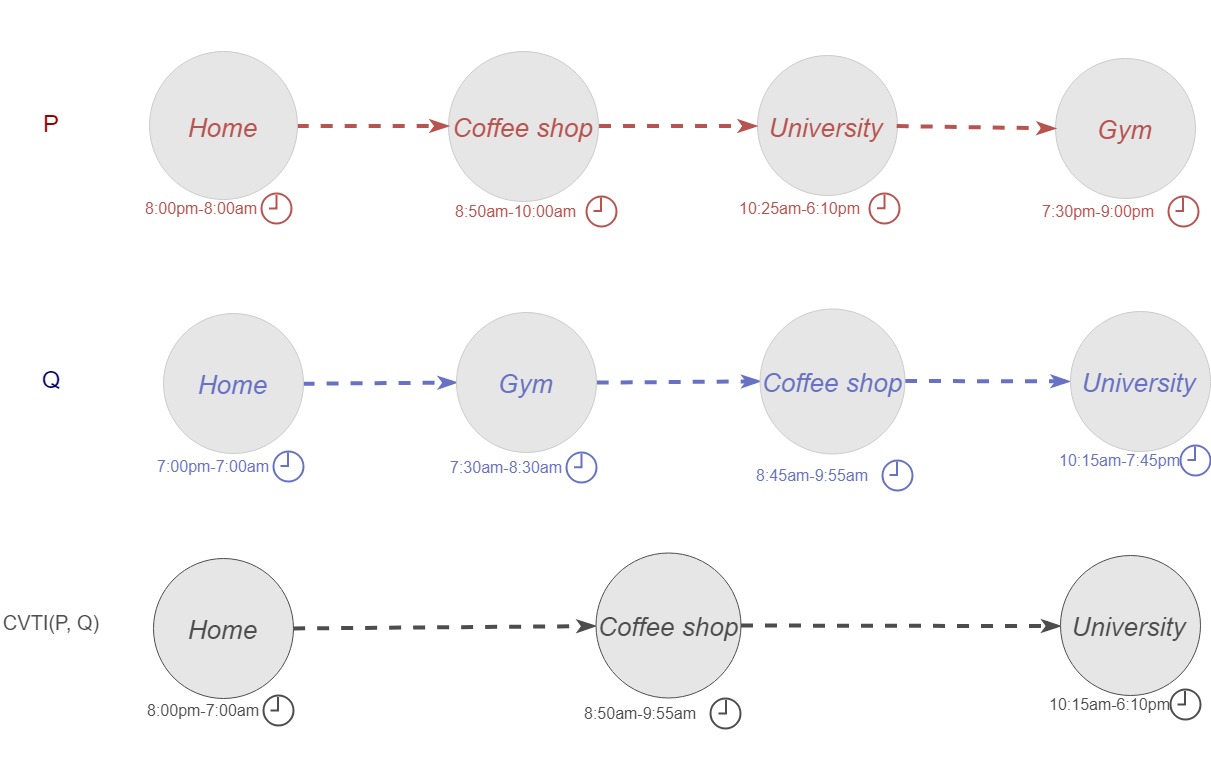 P
Home
Coffee shop
University
Gym
8:00pm-8:00am
8:50am-10:00am
10:25am-6:10pm
7:30pm-9:00pm
Q
Home
Gym
Coffee shop
University
7:00pm-7:00am
7:30am-8:30am
8:45am-9:55am
10:15am-7:45pm
CVTI(P, Q)
Home
Coffee shop
University
8:00pm-7:00am
8:50am-9:55am
10:15am-6:10pm